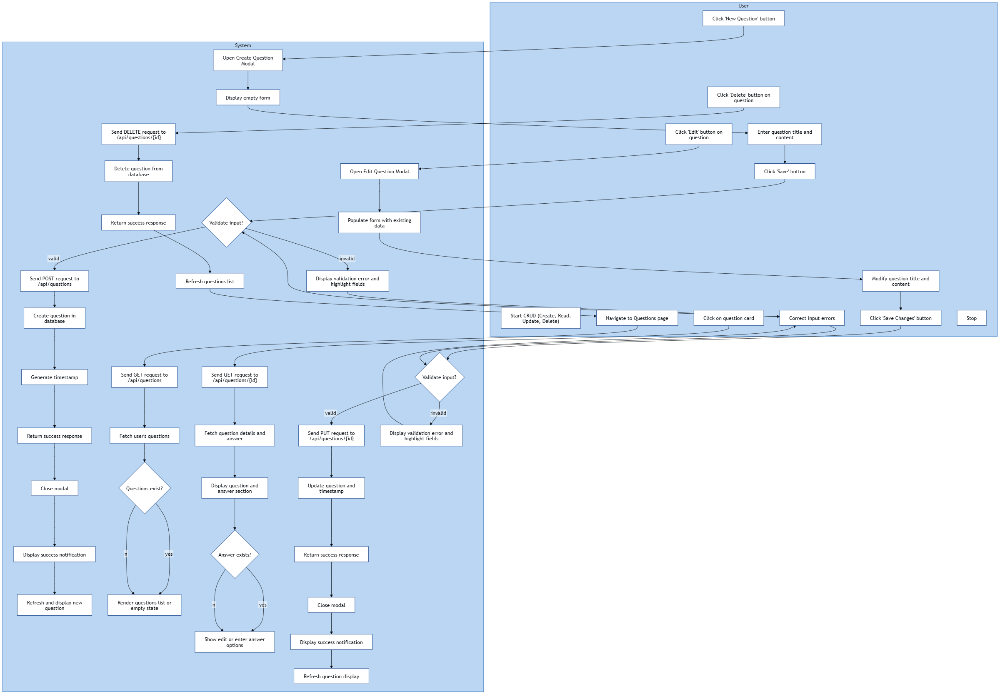 User
Click 'New Question' button
System
Open Create Question
Modal
Display empty form
Click 'Delete' button on
question
Send DELETE request to
/api/questions/{id}
Click 'Edit' button on
question
Enter question title and
content
Delete question from
database
Open Edit Question Modal
Click 'Save' button
Return success response
Validate input?
Populate form with existing
data
valid
invalid
Send POST request to
/api/questions
Refresh questions list
Display validation error and
highlight fields
Modify question title and
content
Create question in
database
Start CRUD (Create, Read,
Update, Delete)
Navigate to Questions page
Click on question card
Correct input errors
Click 'Save Changes' button
Stop
Generate timestamp
Send GET request to
/api/questions
Send GET request to
/api/questions/{id}
Validate input?
valid
invalid
Return success response
Fetch user's questions
Fetch question details and
answer
Send PUT request to
/api/questions/{id}
Display validation error and
highlight fields
Close modal
Questions exist?
Display question and
answer section
Update question and
timestamp
Display success notification
n
yes
Answer exists?
Return success response
Refresh and display new
question
Render questions list or
empty state
n
yes
Close modal
Show edit or enter answer
options
Display success notification
Refresh question display